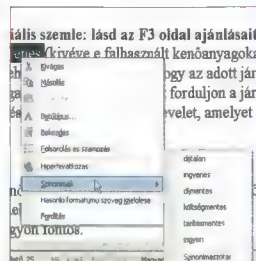 iális szemle: lásd az F3 oldal ajánlásait
enes (kivéve e felhasznált kenőanyagoka
ogy az adott jár
forduljon a jár
evelet, amelyet
Kivágás
Másolás
Betűtípus...
Bekezdés
Felsorolás és számozás
Hiperhivatkozás
Szinonimák
Hasonló formátumú szöveg kijelölése
Fordítás
díjtalan
ingyenes
díjmentes
költségmentes
térítésmentes
ingyen
Szinonimaszótár
gyon fontos.